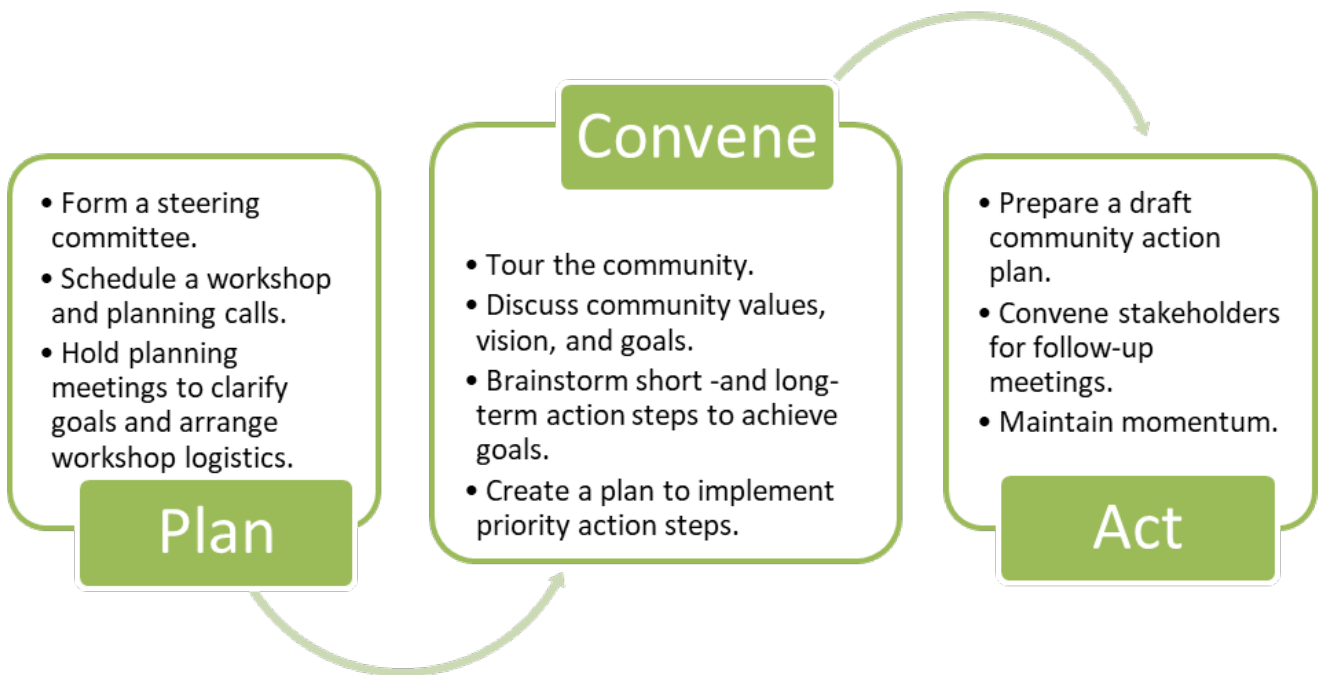 • Form a steering
committee.
• Schedule a workshop
and planning calls.
• Hold planning
meetings to clarify
goals and arrange
workshop logistics.
Plan
Convene
• Tour the community.
• Discuss community values,
vision, and goals.
• Brainstorm short -and long-
term action steps to achieve
goals.
• Create a plan to implement
priority action steps.
• Prepare a draft
community action
plan.
• Convene stakeholders
for follow-up
meetings.
• Maintain momentum.
Act